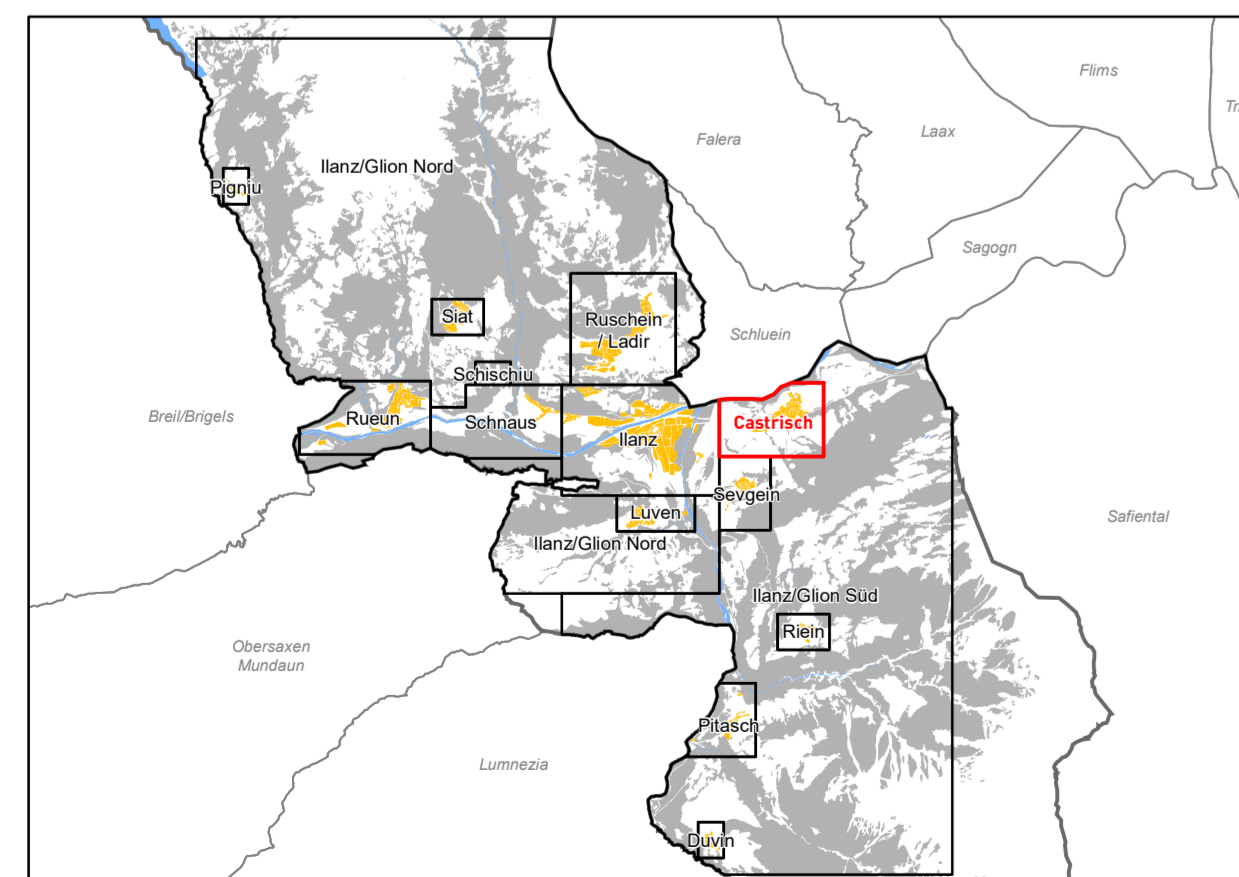 Flims
Tr
Falera
Laax
Ilanz/Glion Nord
Pigniu
Sagogn
Siat
Ruschein
/ Ladir
Schluein
Schischiu
Breil/Brigels
Rueun
Schnaus
Ilanz
Castrisch
Sevgein
Luven
Safiental
Ilanz/Glion Nord
Ilanz/Glion Süd
Riein
Obersaxen
Mundaun
Pitasch
Lumnezia
Duvin